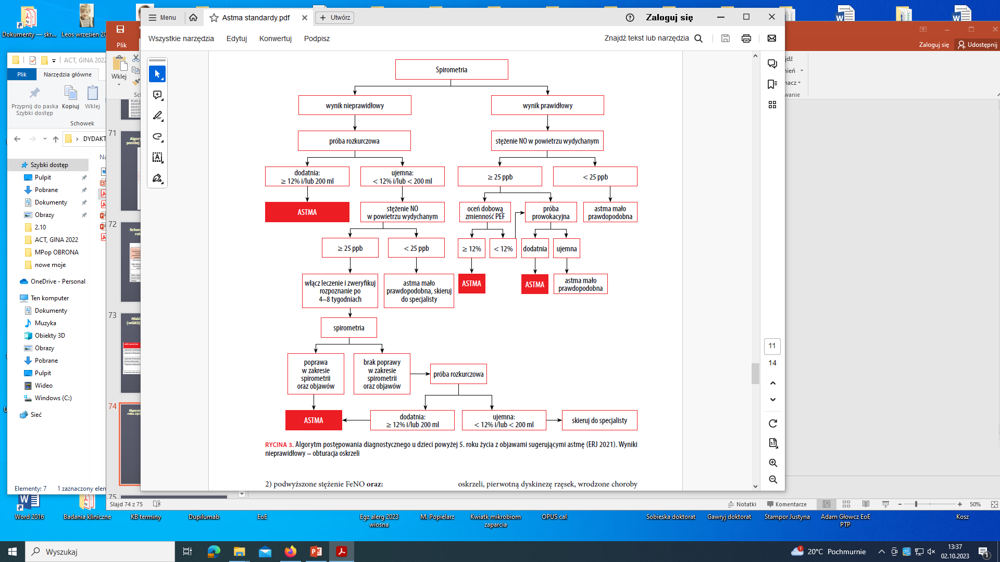 Dokumenty — skr...
Leos wrzesien 20
Menu
Astma standardy.pdf
Utwórz
Zaloguj się
Wszystkie narzędzia
Edytuj
Konwertuj
Podpisz
Znajdź tekst lub narzędzia
Plik
Zaloguj się
Udostępnij
ACT, GINA 2022
Plik
Narzędzia główne
Przypnij do paska
Szybki dostęp
Kopiuj
Wklej
Schowek
Wklej
DYDAKT
Szybki dostęp
Pulpit
Pobrane
Dokumenty
Obrazy
2.10
ACT, GINA 2022
MPop OBRONA
nowe moje
OneDrive - Personal
Ten komputer
Dokumenty
Muzyka
Obiekty 3D
Obrazy
Pobrane
Pulpit
Wideo
Windows (C:)
Sieć
Elementy: 7
1 zaznaczony elem
71
72
73
74
75
Spirometria
wynik nieprawidłowy
wynik prawidłowy
próba rozkurczowa
stężenie NO w powietrzu wydychanym
dodatnia:
≥ 12% i/lub 200 ml
ujemna:
< 12% i/lub < 200 ml
≥ 25 ppb
< 25 ppb
ASTMA
stężenie NO
w powietrzu wydychanym
oceń dobową
zmienność PEF
próba
prowokacyjna
astma mało
prawdopodobna
≥ 25 ppb
< 25 ppb
≥ 12%
< 12%
dodatnia
ujemna
włącz leczenie i zweryfikuj
rozpoznanie po
4–8 tygodniach
astma mało
prawdopodobna, skieruj
do specjalisty
ASTMA
ASTMA
astma mało
prawdopodobna
spirometria
poprawa
w zakresie
spirometrii
oraz objawów
brak poprawy
w zakresie
spirometrii
oraz objawów
próba rozkurczowa
ASTMA
dodatnia:
≥ 12% i/lub 200 ml
ujemna:
< 12% i/lub < 200 ml
skieruj do specjalisty
RYCINA 3. Algorytm postępowania diagnostycznego u dzieci powyżej 5. roku życia z objawami sugerującymi astmę (ERJ 2021). Wyniki
nieprawidłowy – obturacja oskrzeli
2) podwyższone stężenie FeNO oraz:
oskrzeli, pierwotną dyskinezę rzęsek, wrodzone choroby
11
14
Slajd 74 z 75
Notatki
Komentarze
50%
Word 2016
Badania kliniczne
KB terminy
Dupilumab
EoE
Egz alerg 2023
wiosna
M. Popielarz
Kwiatk mikrobiom
zaparcia
OPUS cal
Sobieska doktorat
Gawryj doktorat
Stampor Justyna
Adam Głowcz EoE
PTP
Kosz
Wyszukaj
20°C Pochmurnie
13:37
02.10.2023